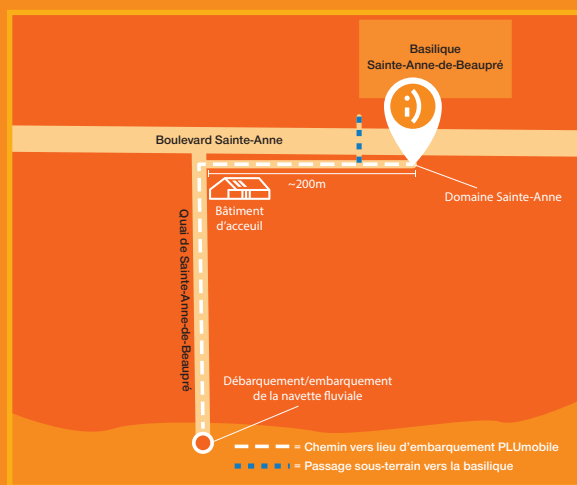 Basilique
Sainte-Anne-de-Beaupré
Boulevard Sainte-Anne
~200m
Domaine Sainte-Anne
Bâtiment
d'acceuil
Quai de Sainte-Anne-de-Beaupré
Débarquement/embarquement
de la navette fluviale
= Chemin vers lieu d'embarquement PLUmobile
= Passage sous-terrain vers la basilique